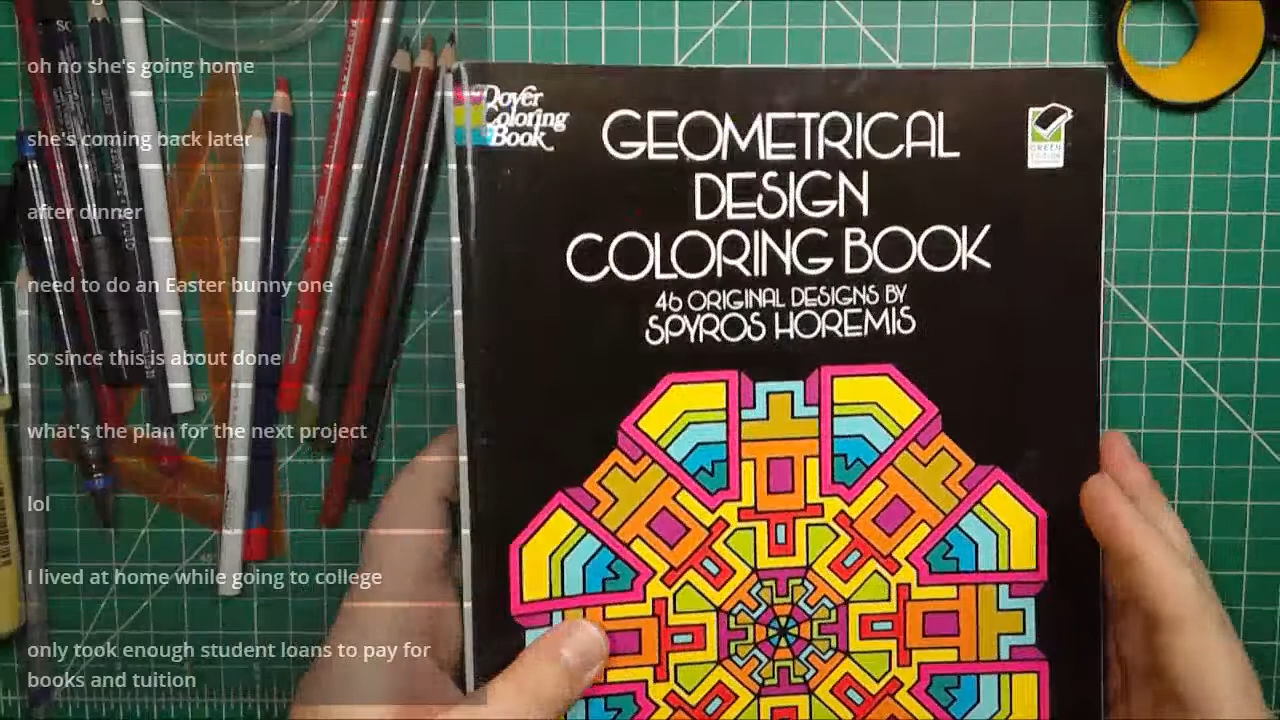 oh no she's going home
she's coming back later
after dinner
need to do an Easter bunny one
so since this is about done
what's the plan for the next project
lol
I lived at home while going to college
only took enough student loans to pay for
books and tuition
Dover
Coloring
Book
GEOMETRICAL
DESIGN
COLORING BOOK
46 ORIGINAL DESIGNS BY
SPYROS HOREMIS
GREEN
EDITION